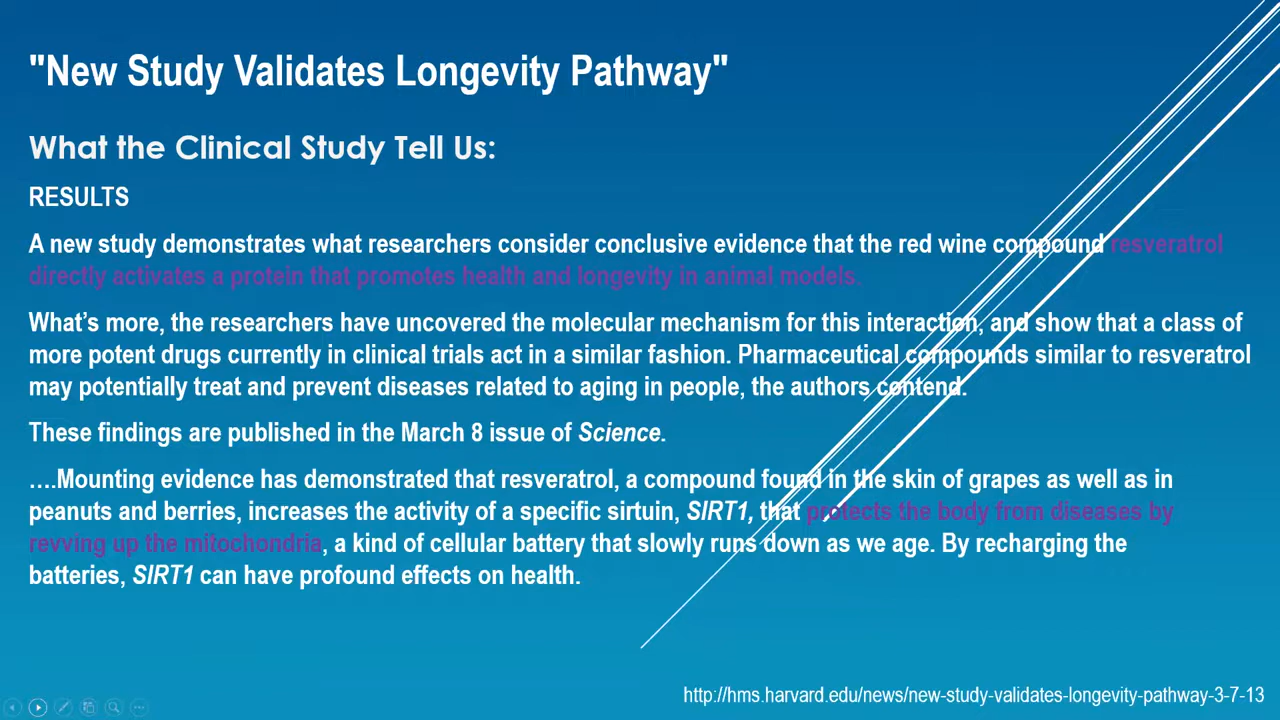 "New Study Validates Longevity Pathway"
What the Clinical Study Tell Us:
RESULTS
A new study demonstrates what researchers consider conclusive evidence that the red wine compound resveratrol
directly activates a protein that promotes health and longevity in animal models.
What’s more, the researchers have uncovered the molecular mechanism for this interaction, and show that a class of
more potent drugs currently in clinical trials act in a similar fashion. Pharmaceutical compounds similar to resveratrol
may potentially treat and prevent diseases related to aging in people, the authors contend.
These findings are published in the March 8 issue of Science.
….Mounting evidence has demonstrated that resveratrol, a compound found in the skin of grapes as well as in
peanuts and berries, increases the activity of a specific sirtuin, SIRT1, that protects the body from diseases by
revving up the mitochondria, a kind of cellular battery that slowly runs down as we age. By recharging the
batteries, SIRT1 can have profound effects on health.
http://hms.harvard.edu/news/new-study-validates-longevity-pathway-3-7-13